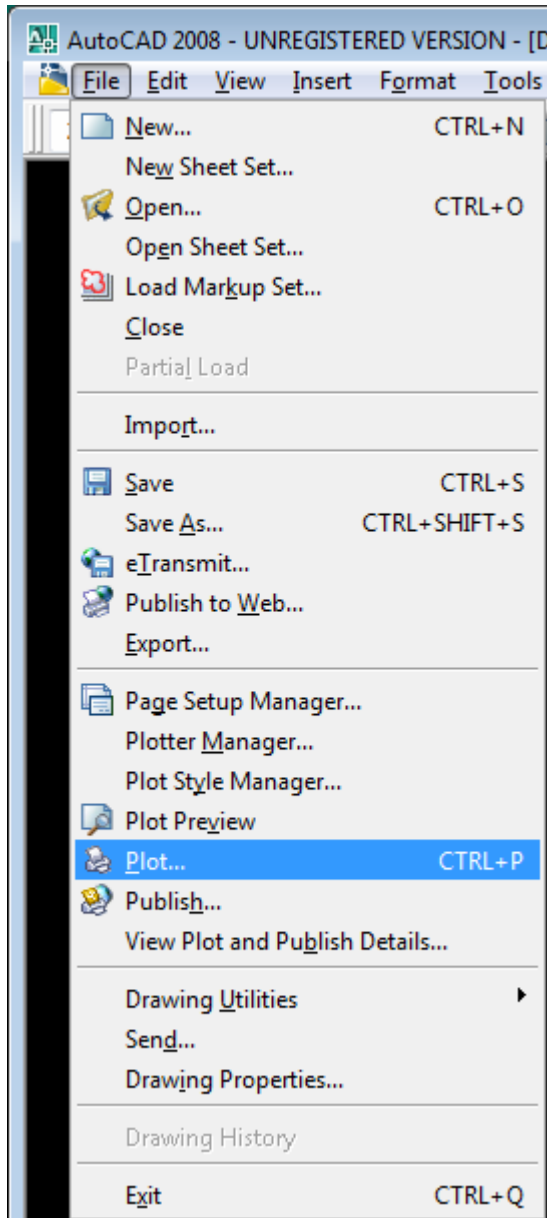 AutoCAD 2008 - UNREGISTERED VERSION - [D
File Edit View Insert Format Tools
New... CTRL+N
New Sheet Set...
Open... CTRL+O
Open Sheet Set...
Load Markup Set...
Close
Partial Load
Import...
Save CTRL+S
Save As... CTRL+SHIFT+S
eTransmit...
Publish to Web...
Export...
Page Setup Manager...
Plotter Manager...
Plot Style Manager...
Plot Preview
Plot... CTRL+P
Publish...
View Plot and Publish Details...
Drawing Utilities
Send...
Drawing Properties...
Drawing History
Exit CTRL+Q